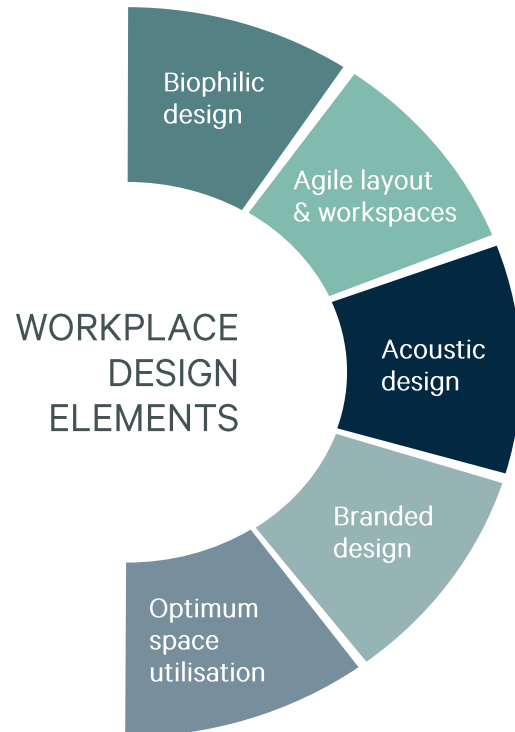 WORKPLACE
DESIGN
ELEMENTS
Biophilic
design
Agile layout
& workspaces
Acoustic
design
Branded
design
Optimum
space
utilisation